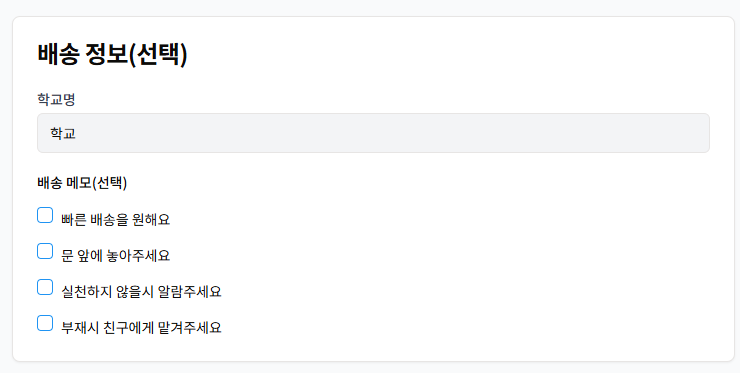 배송 정보(선택)
학교명
학교
배송 메모(선택)
빠른 배송을 원해요
문 앞에 놓아주세요
실천하지 않을시 알람주세요
부재시 친구에게 맡겨주세요